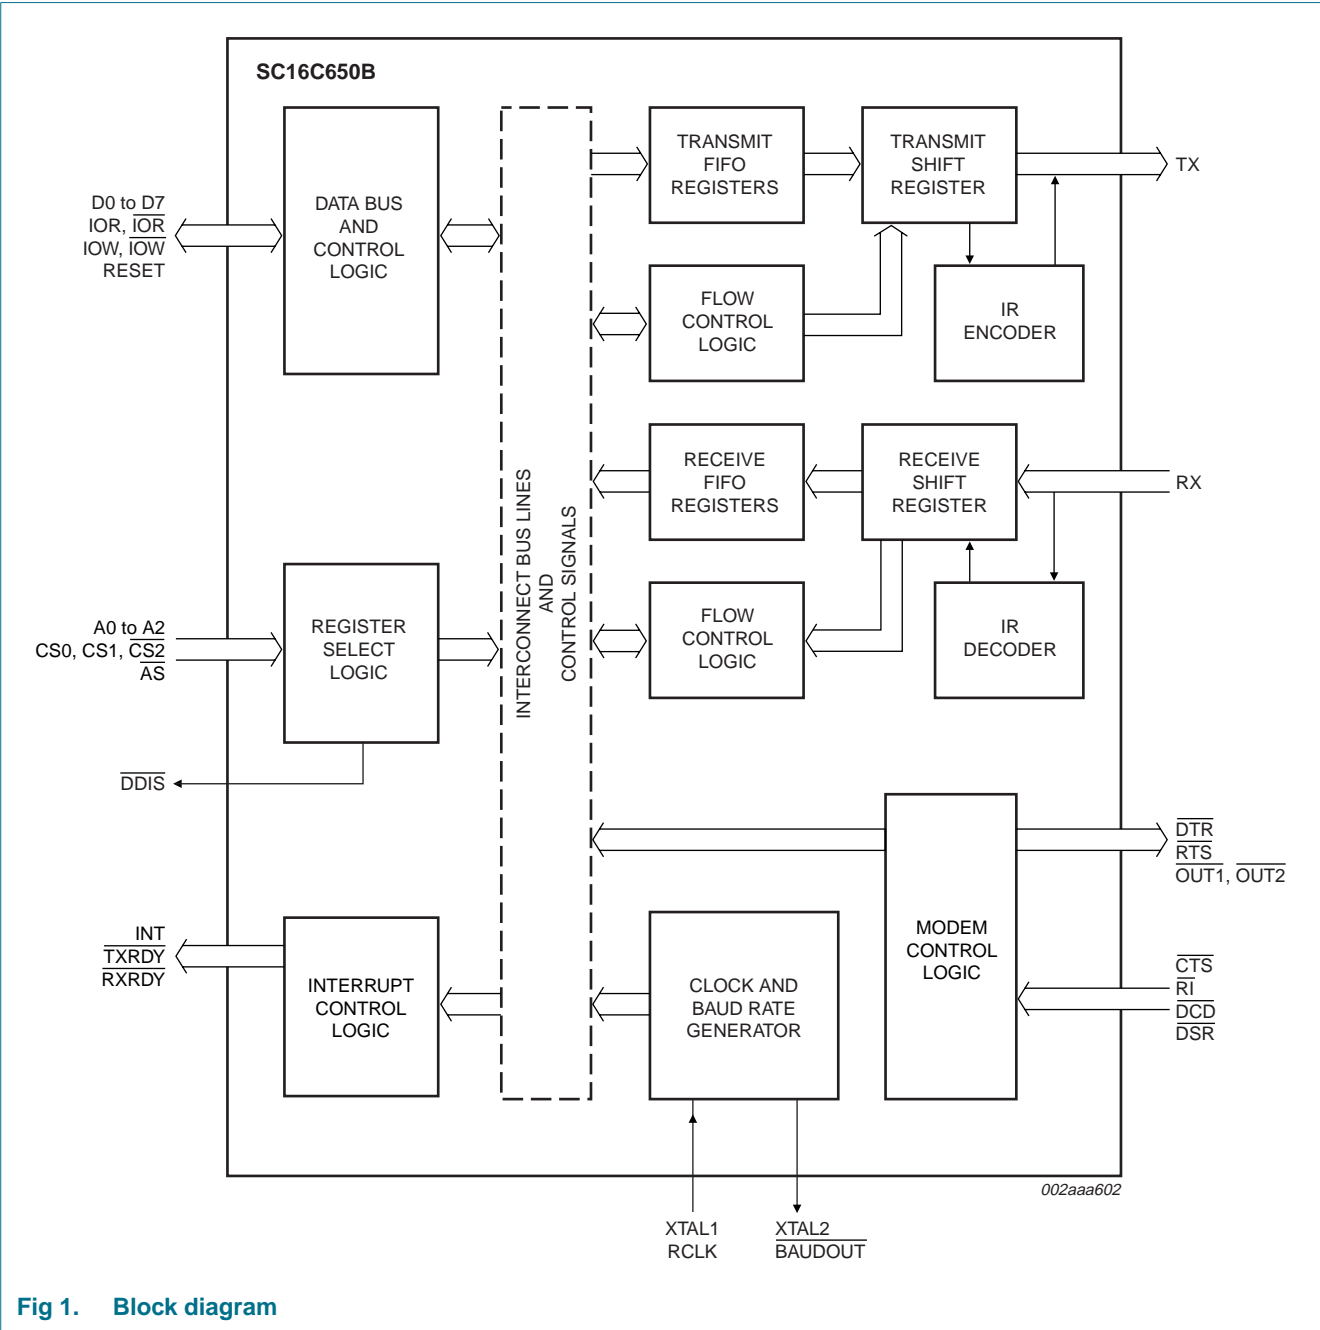 SC16C650B
D0 to D7
IOR, IOR
IOW, IOW
RESET
DATA BUS
AND
CONTROL
LOGIC
TRANSMIT
FIFO
REGISTERS
TRANSMIT
SHIFT
REGISTER
TX
FLOW
CONTROL
LOGIC
IR
ENCODER
INTERCONNECT BUS LINES
AND
CONTROL SIGNALS
RECEIVE
FIFO
REGISTERS
RECEIVE
SHIFT
REGISTER
RX
A0 to A2
CS0, CS1, CS2
AS
REGISTER
SELECT
LOGIC
FLOW
CONTROL
LOGIC
IR
DECODER
DDIS
DTR
RTS
OUT1, OUT2
MODEM
CONTROL
LOGIC
INT
TXRDY
RXRDY
INTERRUPT
CONTROL
LOGIC
CLOCK AND
BAUD RATE
GENERATOR
CTS
RI
DCD
DSR
002aaa602
XTAL1
RCLK
XTAL2
BAUDOUT
Fig 1. Block diagram